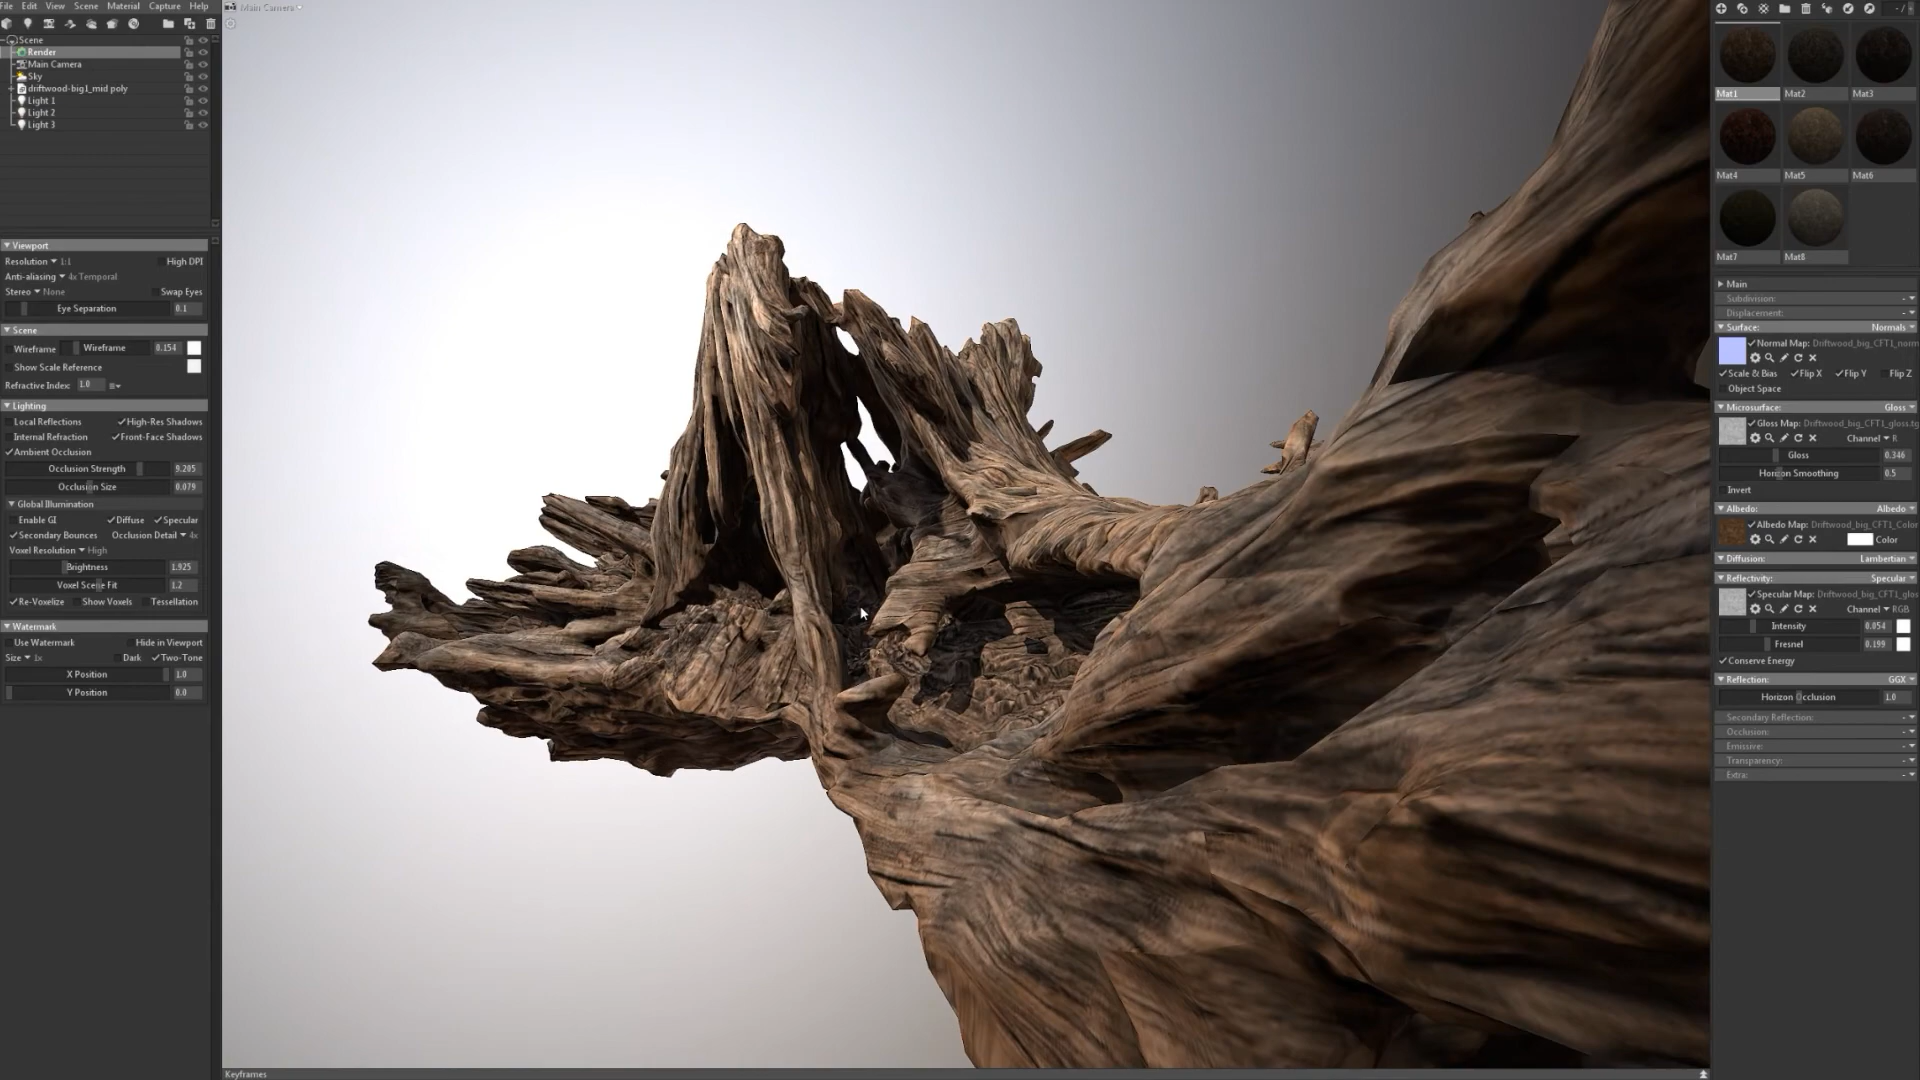 File Edit View Scene Material Capture Help
Main Camera
Scene
Render
Main Camera
Sky
driftwood-big1_mid poly
Light 1
Light 2
Light 3
Viewport
Resolution 1:1 High DPI
Anti-aliasing 4x Temporal
Stereo None Swap Eyes
Eye Separation 0.1
Scene
Wireframe Wireframe 0.154
Show Scale Reference
Refractive Index: 1.0
Lighting
Local Reflections High-Res Shadows
Internal Refraction Front-Face Shadows
Ambient Occlusion
Occlusion Strength 9.205
Occlusion Size 0.079
Global Illumination
Enable GI Diffuse Specular
Secondary Bounces Occlusion Detail 4x
Voxel Resolution High
Brightness 1.925
Voxel Scene Fit 1.2
Re-Voxelize Show Voxels Tessellation
Watermark
Use Watermark Hide in Viewport
Size 1x Dark Two-Tone
X Position 1.0
Y Position 0.0
Keyframes
Mat1 Mat2 Mat3
Mat4 Mat5 Mat6
Mat7 Mat8
Main
Subdivision: -
Displacement: -
Surface: Normals
Normal Map: Driftwood_big_CFT1_norm
Scale & Bias Flip X Flip Y Flip Z
Object Space
Microsurface: Gloss
Gloss Map: Driftwood_big_CFT1_gloss.tg
Channel R
Gloss 0.346
Horizon Smoothing 0.5
Invert
Albedo: Albedo
Albedo Map: Driftwood_big_CFT1_Color
Color
Diffusion: Lambertian
Reflectivity: Specular
Specular Map: Driftwood_big_CFT1_glos
Channel RGB
Intensity 0.054
Fresnel 0.199
Conserve Energy
Reflection: GGX
Horizon Occlusion 1.0
Secondary Reflection: -
Occlusion: -
Emissive: -
Transparency: -
Extra: -